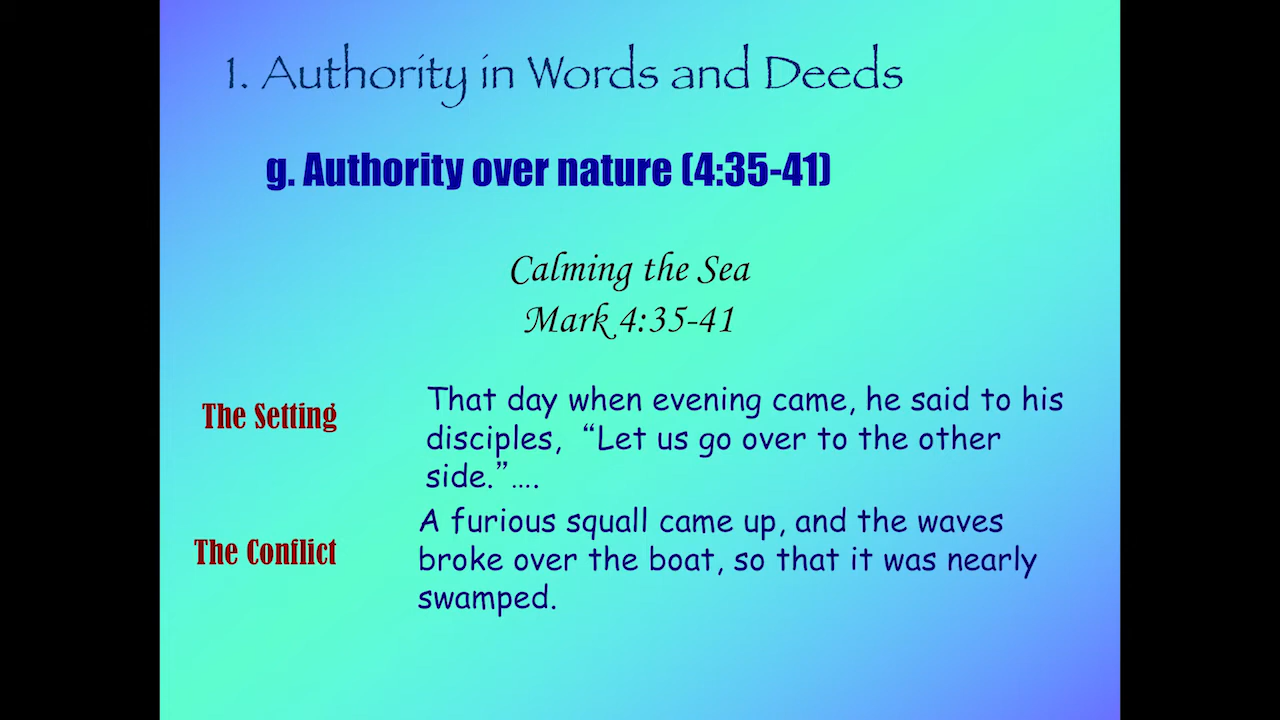 1. Authority in Words and Deeds
g. Authority over nature (4:35-41)
Calming the Sea
Mark 4:35-41
The Setting
That day when evening came, he said to his
disciples, “Let us go over to the other
side.”....
The Conflict
A furious squall came up, and the waves
broke over the boat, so that it was nearly
swamped.